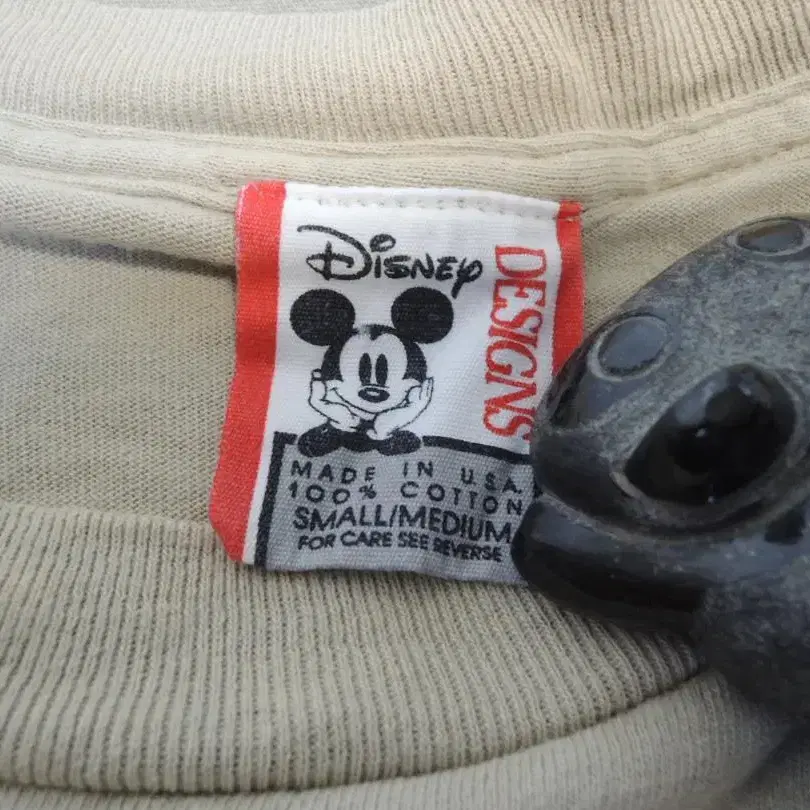 Disney
DESIGNS
MADE IN U.S.A.
100% COTTON
SMALL/MEDIUM
FOR CARE SEE REVERSE